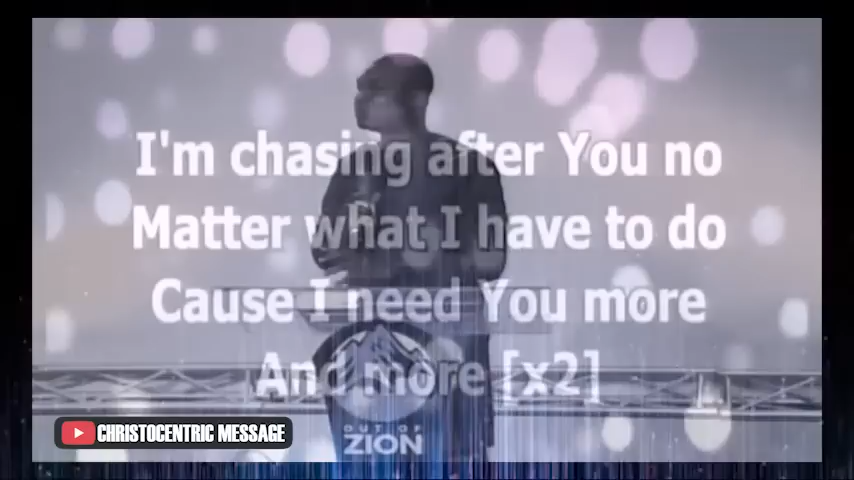 I'm chasing after You no
Matter what I have to do
Cause I need You more
And more [x2]
CHRISTOCENTRIC MESSAGE
OUT OF
ZION